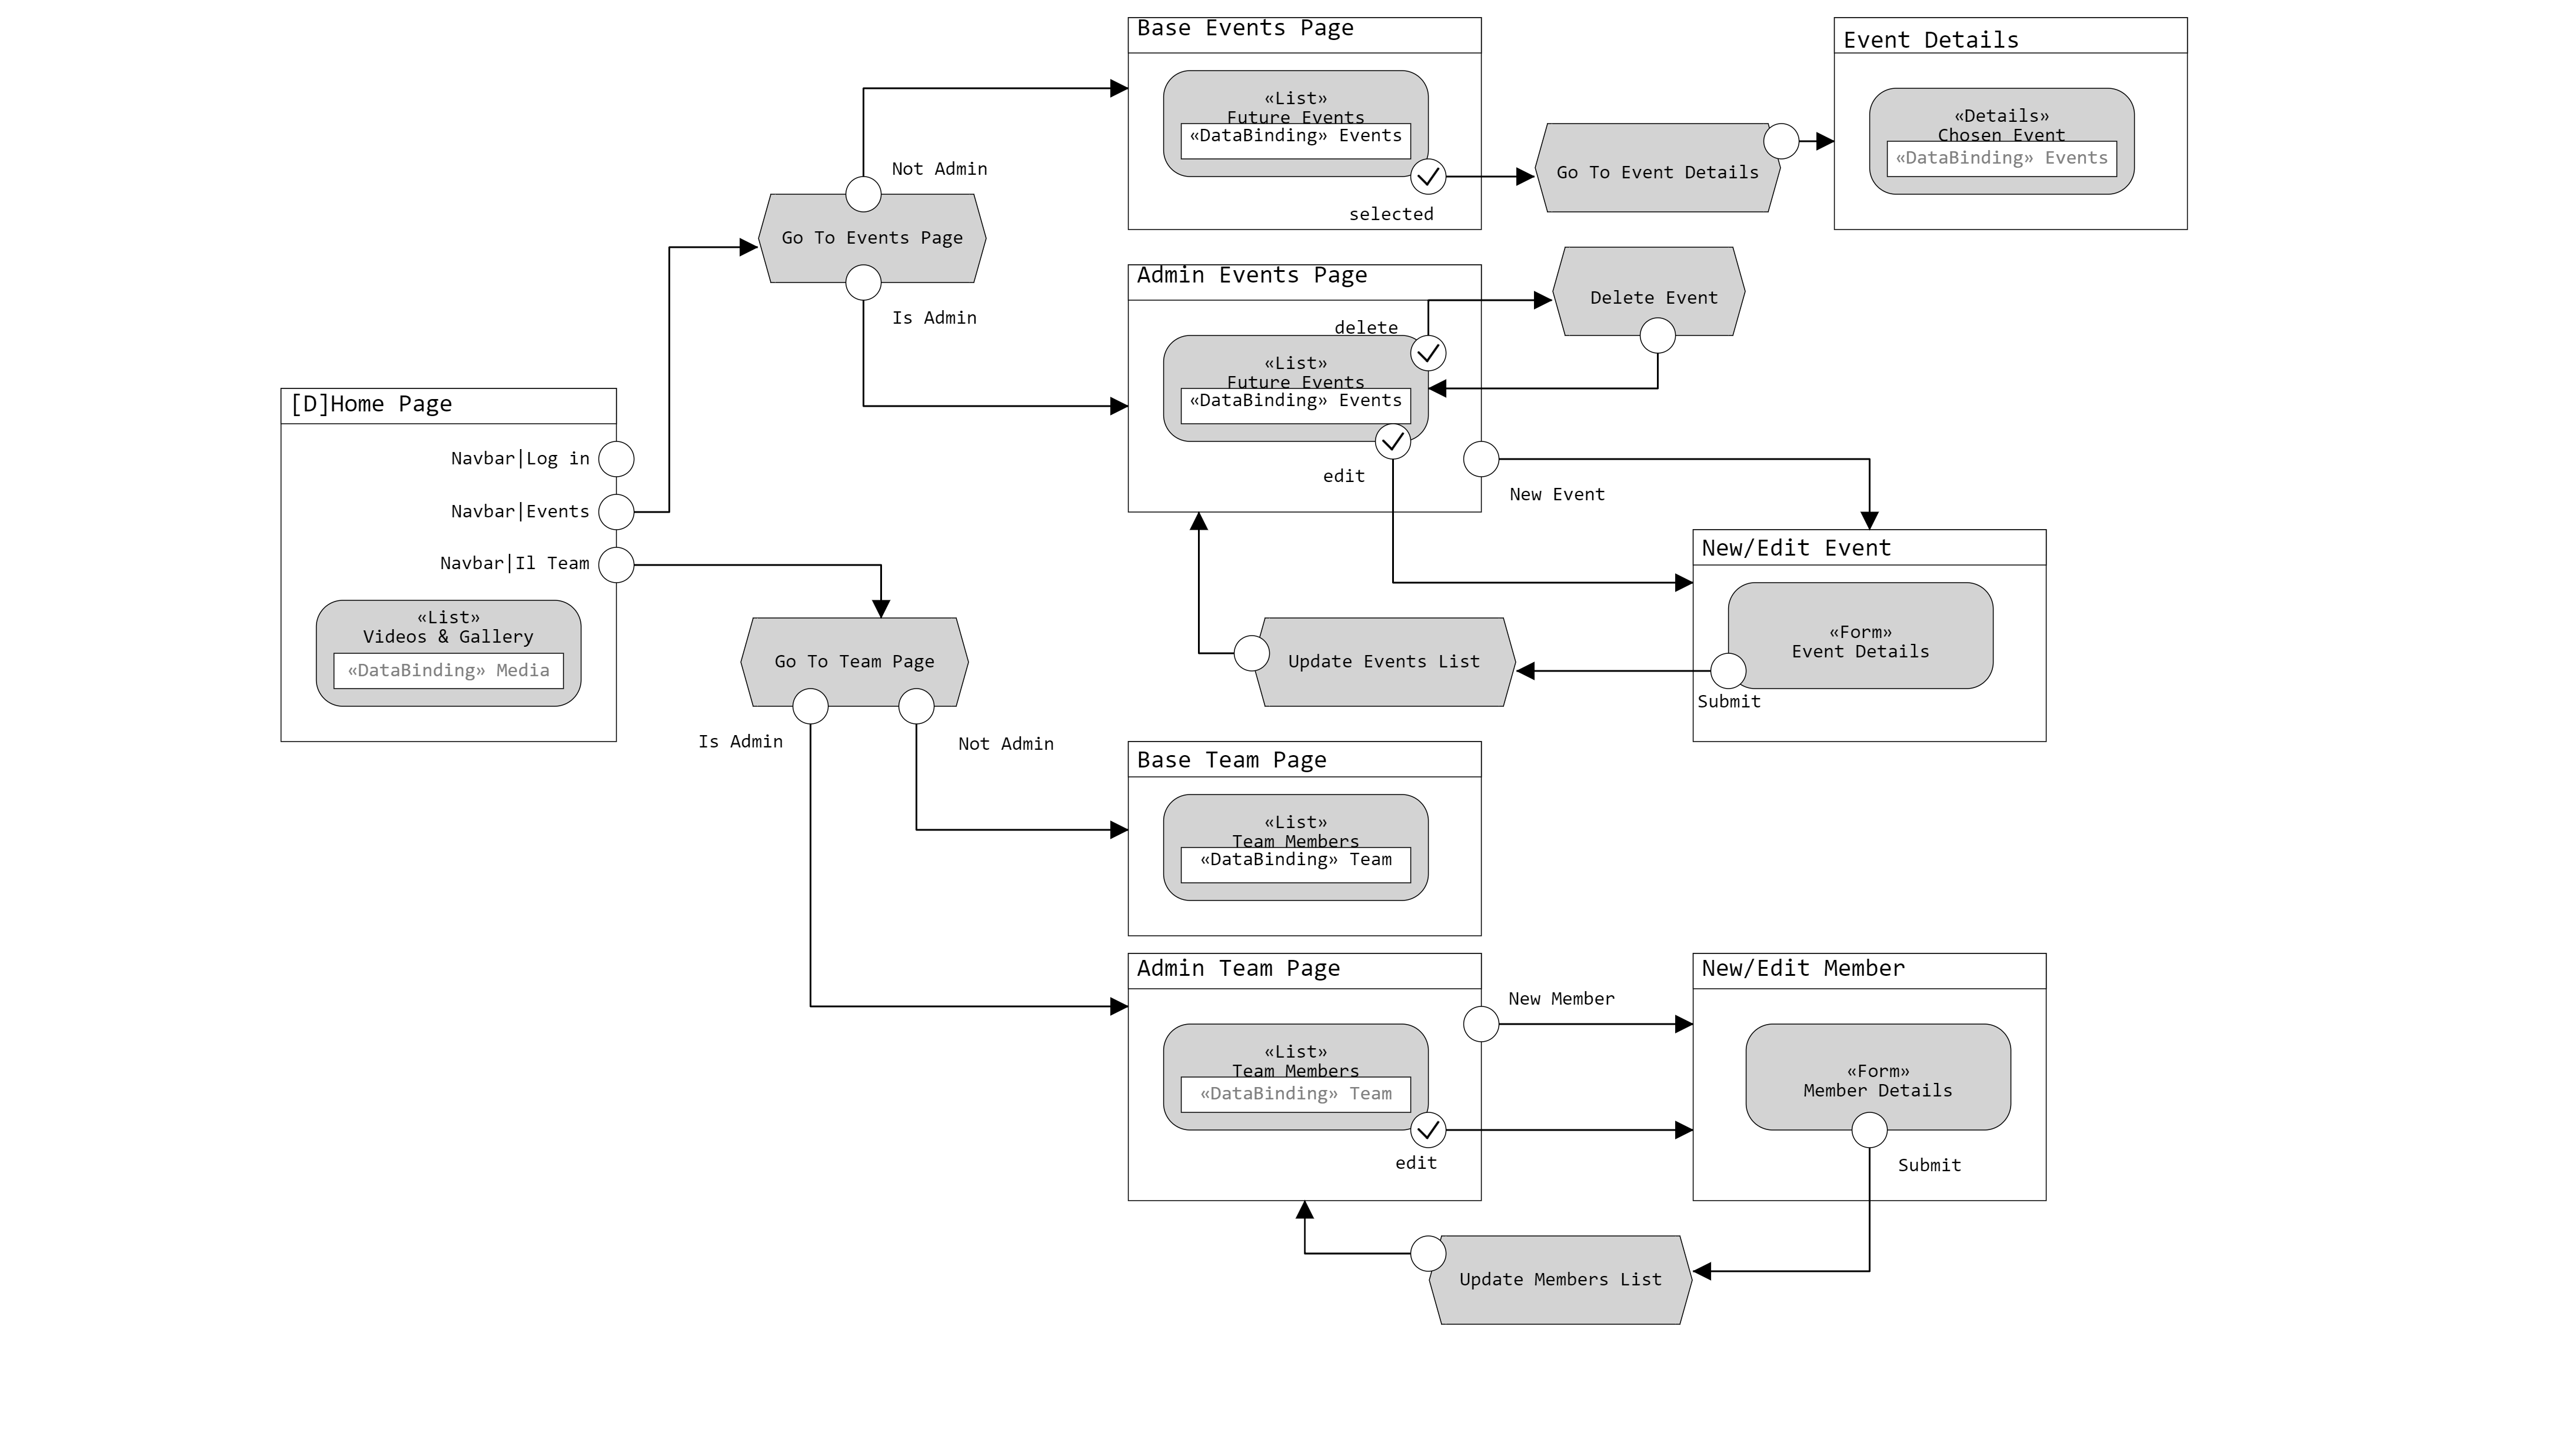 Base Events Page
«List»
Future Events
«DataBinding» Events
selected
Go To Event Details
Event Details
«Details»
Chosen Event
«DataBinding» Events
Not Admin
Go To Events Page
Is Admin
Admin Events Page
delete
«List»
Future Events
«DataBinding» Events
edit
Delete Event
New Event
[D]Home Page
Navbar|Log in
Navbar|Events
Navbar|Il Team
«List»
Videos & Gallery
«DataBinding» Media
New/Edit Event
«Form»
Event Details
Submit
Update Events List
Go To Team Page
Is Admin
Not Admin
Base Team Page
«List»
Team Members
«DataBinding» Team
Admin Team Page
«List»
Team Members
«DataBinding» Team
edit
New Member
New/Edit Member
«Form»
Member Details
Submit
Update Members List